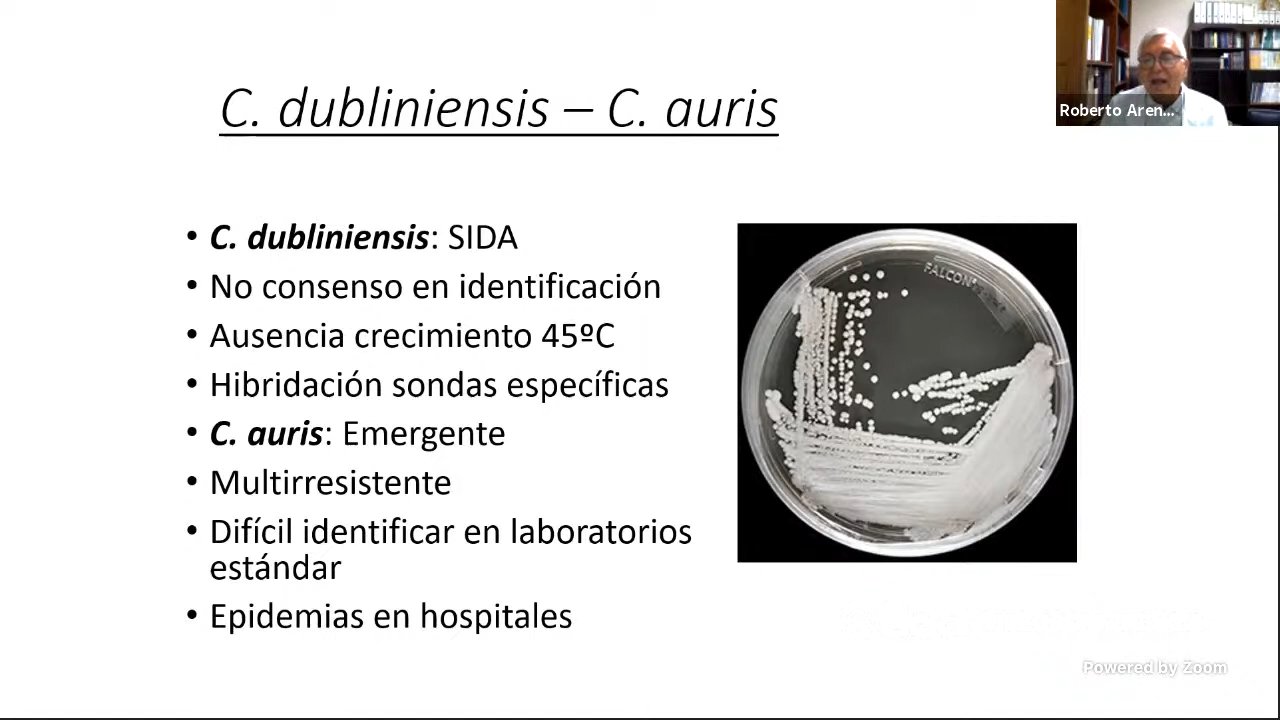 C. dubliniensis – C. auris
Roberto Aren...
• C. dubliniensis: SIDA
• No consenso en identificación
• Ausencia crecimiento 45ºC
• Hibridación sondas específicas
• C. auris: Emergente
• Multirresistente
• Difícil identificar en laboratorios
estándar
• Epidemias en hospitales
FALCON
Powered by Zoom